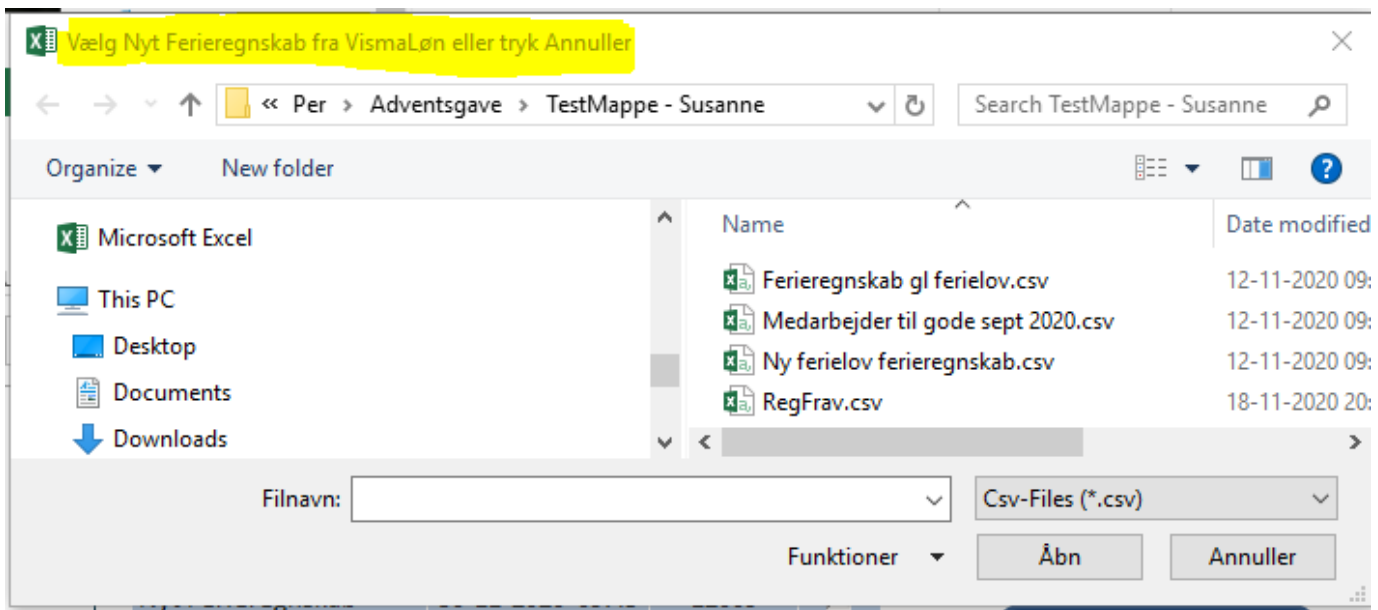 Vælg Nyt Ferieregnskab fra VismaLøn eller tryk Annuller
« Per > Adventsgave > TestMappe - Susanne
Search TestMappe - Susanne
Organize
New folder
Microsoft Excel
This PC
Desktop
Documents
Downloads
Name
Date modified
Ferieregnskab gl ferielov.csv
12-11-2020 09:
Medarbejder til gode sept 2020.csv
12-11-2020 09:
Ny ferielov ferieregnskab.csv
12-11-2020 09:
RegFrav.csv
18-11-2020 20:
Filnavn:
Csv-Files (*.csv)
Funktioner
Åbn
Annuller